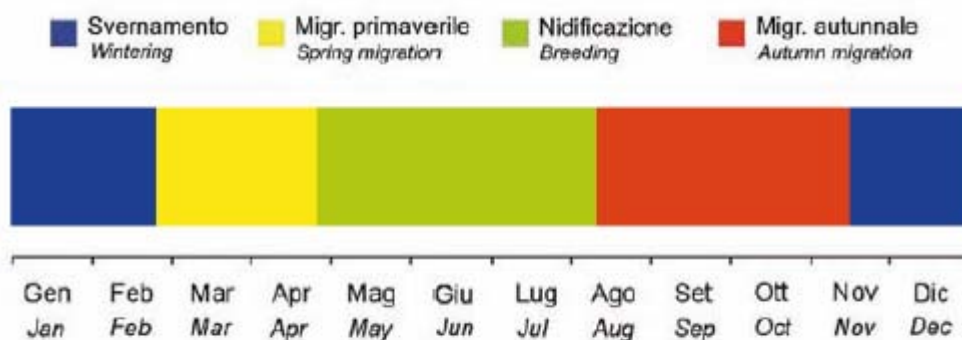 Svernamento Migr. primaverile Nidificazione Migr. autunnale
Wintering Spring migration Breeding Autumn migration
Gen Feb Mar Apr Mag Giu Lug Ago Set Ott Nov Dic
Jan Feb Mar Apr May Jun Jul Aug Sep Oct Nov Dec